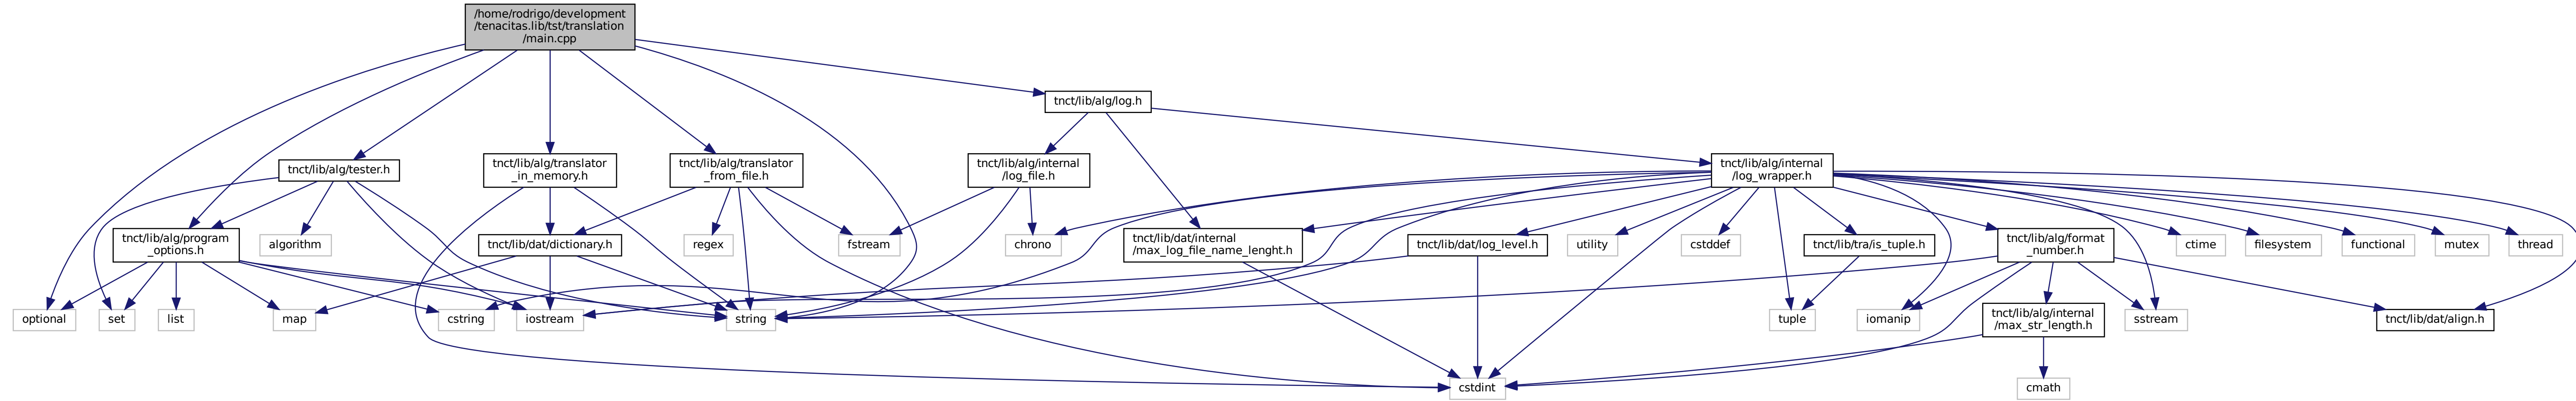 /home/rodrigo/development
/tenacitas.lib/tst/translation
/main.cpp
tnct/lib/alg/log.h
tnct/lib/alg/tester.h
tnct/lib/alg/translator
_in_memory.h
tnct/lib/alg/translator
_from_file.h
tnct/lib/alg/internal
/log_file.h
tnct/lib/alg/internal
/log_wrapper.h
tnct/lib/alg/program
_options.h
algorithm
tnct/lib/dat/dictionary.h
regex
fstream
chrono
tnct/lib/dat/internal
/max_log_file_name_lenght.h
tnct/lib/dat/log_level.h
utility
cstddef
tnct/lib/tra/is_tuple.h
tnct/lib/alg/format
_number.h
ctime
filesystem
functional
mutex
thread
optional
set
list
map
cstring
iostream
string
tuple
iomanip
tnct/lib/alg/internal
/max_str_length.h
sstream
tnct/lib/dat/align.h
cstdint
cmath